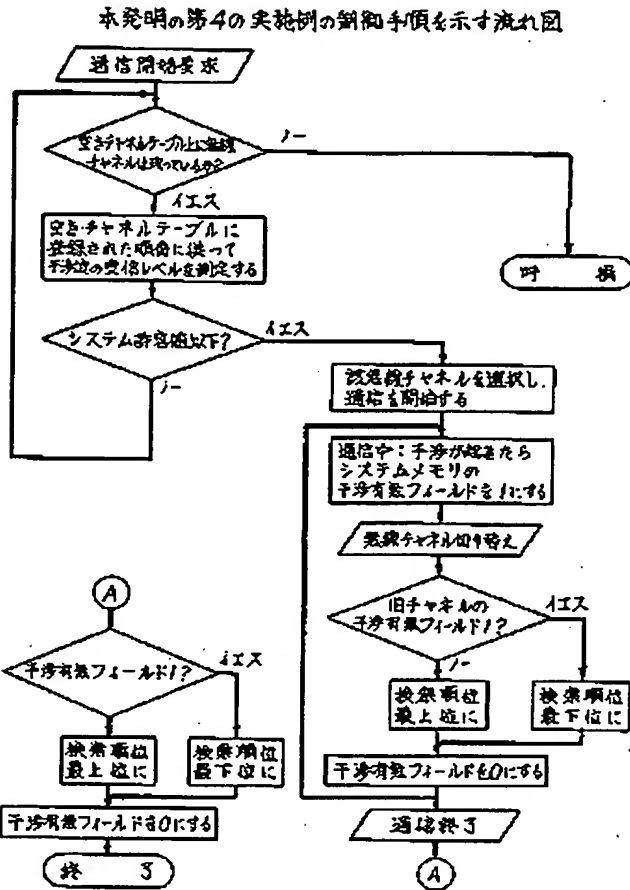 本発明の第4の実施例の制御手順を示す流れ図
通信開始要求
空きチャネルテーブル上に無線
チャネルは残っているか?
ノー
イエス
空きチャネルテーブルに
登録された順番に従って
干渉波の受信レベルを測定する
呼 損
システム許容値以下?
イエス
ノー
該無線チャネルを選択し、
通信を開始する
通信中:干渉が起きたら
システムメモリの
干渉有無フィールドを1にする
無線チャネル切り替え
旧チャネルの
干渉有無フィールド1?
イエス
ノー
検索順位
最上位に
検索順位
最下位に
干渉有無フィールドを0にする
通信終了
A
A
干渉有無フィールド1?
イエス
検索順位
最上位に
検索順位
最下位に
干渉有無フィールドを0にする
終 了